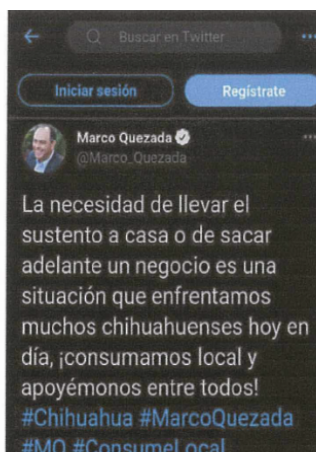 Buscar en Twitter
Iniciar sesión Regístrate
Marco Quezada
@Marco_Quezada
La necesidad de llevar el
sustento a casa o de sacar
adelante un negocio es una
situación que enfrentamos
muchos chihuahuenses hoy en
día, ¡consumamos local y
apoyémonos entre todos!
#Chihuahua #MarcoQuezada
#MQ #ConsumeLocal